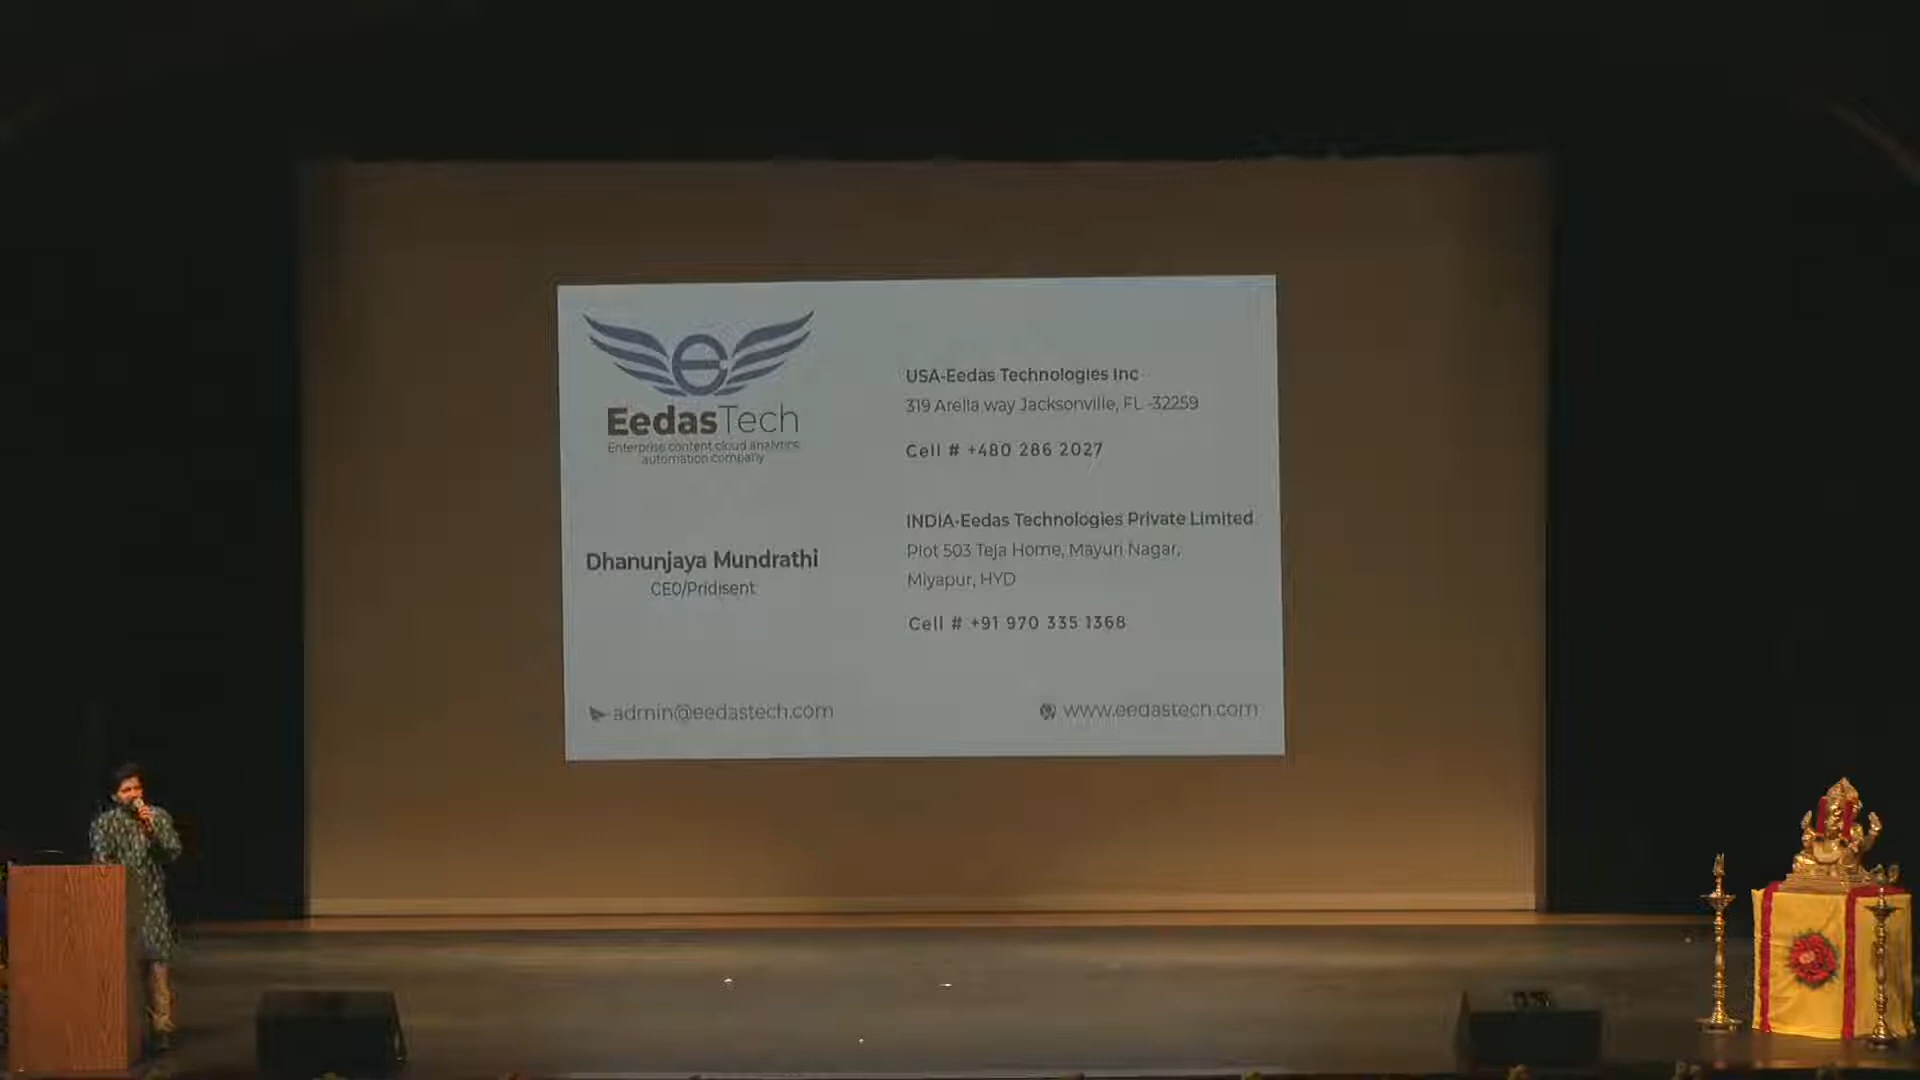 EedasTech
Enterprise content cloud analytics
automation company
Dhanunjaya Mundrathi
CEO/Pridisent
admin@eedastech.com
USA-Eedas Technologies Inc
319 Arella way Jacksonville, FL -32259
Cell # +480 286 2027
INDIA-Eedas Technologies Private Limited
Plot 503 Teja Home, Mayuri Nagar,
Miyapur, HYD
Cell # +91 970 335 1368
www.eedastech.com